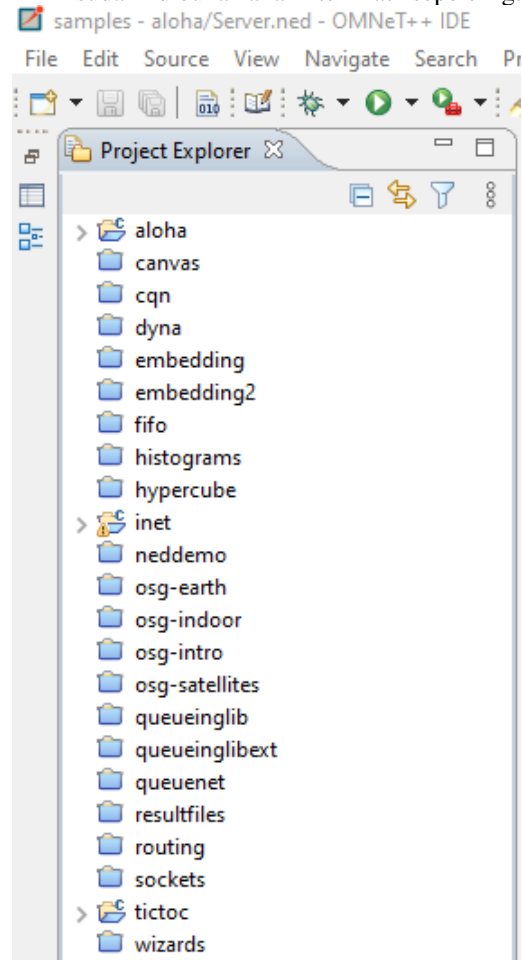 samples - aloha/Server.ned - OMNeT++ IDE
File Edit Source View Navigate Search
010
Project Explorer
aloha
canvas
cqn
dyna
embedding
embedding2
fifo
histograms
hypercube
inet
neddemo
osg-earth
osg-indoor
osg-intro
osg-satellites
queueinglib
queueinglibext
queuenet
resultfiles
routing
sockets
tictoc
wizards